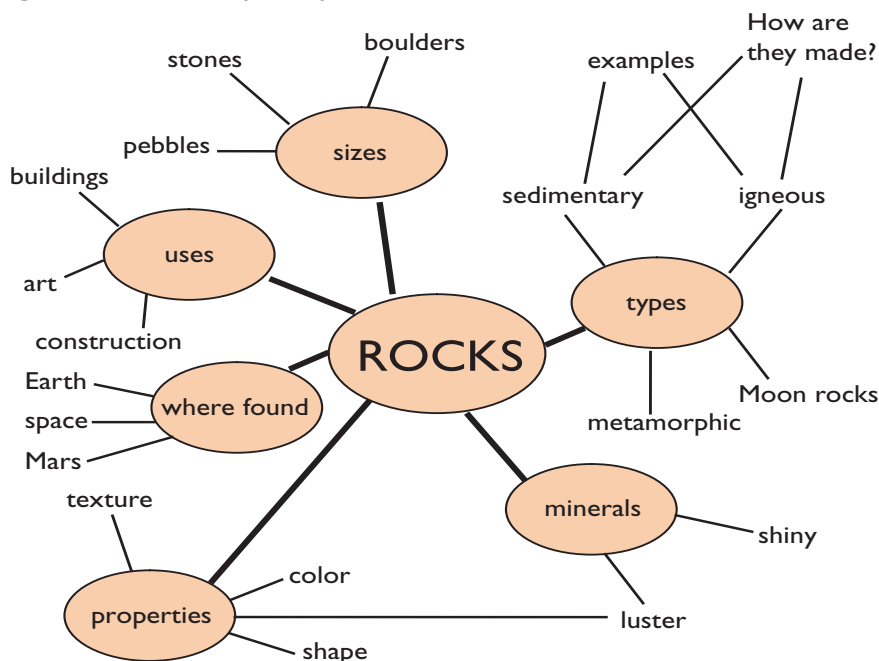 How are
they made?
boulders
examples
stones
pebbles
sizes
buildings
sedimentary
igneous
uses
art
types
construction
ROCKS
Earth
where found
Moon rocks
space
metamorphic
Mars
texture
minerals
shiny
color
properties
luster
shape